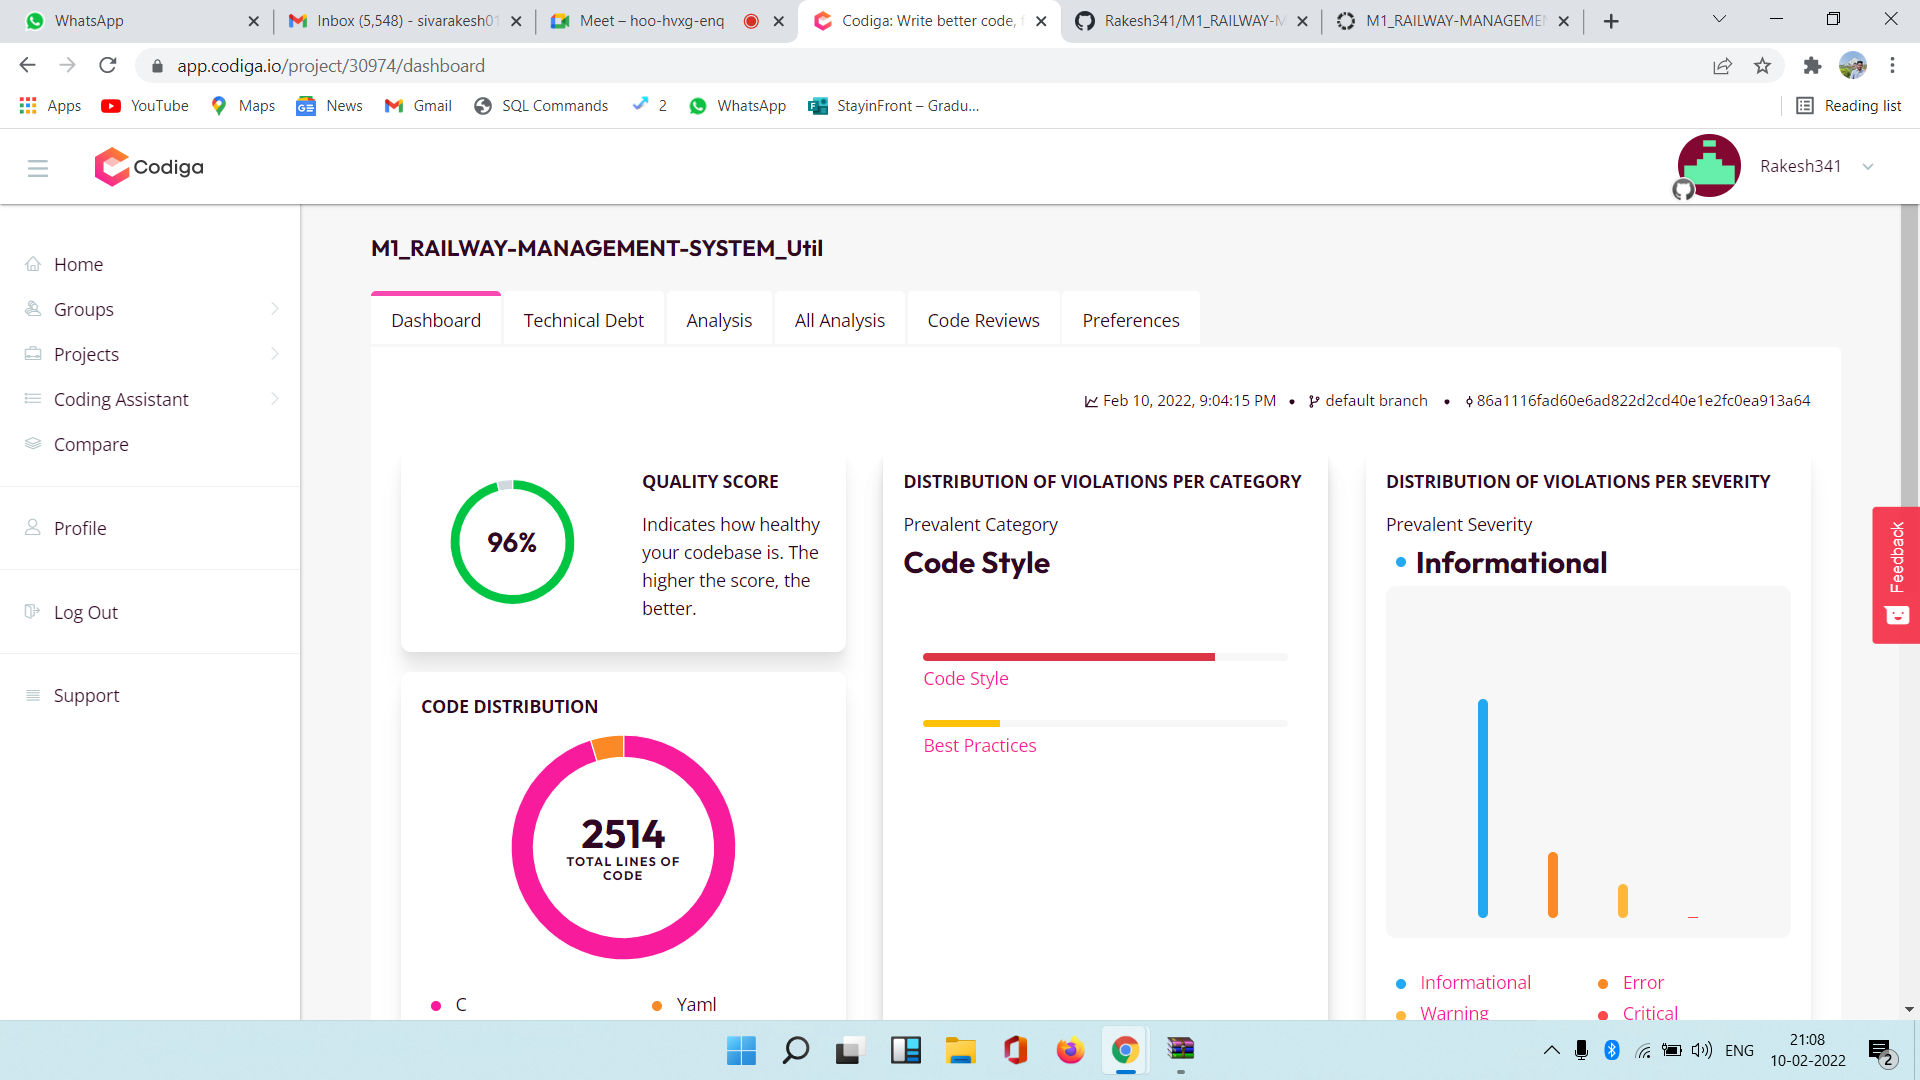 WhatsApp
Inbox (5,548) - sivarakesh01
Meet – hoo-hvxg-enq
Codiga: Write better code, f
Rakesh341/M1_RAILWAY-M
M1_RAILWAY-MANAGEMEN
app.codiga.io/project/30974/dashboard
Apps
YouTube
Maps
News
Gmail
SQL Commands
2
WhatsApp
StayinFront – Gradu...
Reading list
Codiga
Rakesh341
Home
Groups
Projects
Coding Assistant
Compare
Profile
Log Out
Support
M1_RAILWAY-MANAGEMENT-SYSTEM_Util
Dashboard
Technical Debt
Analysis
All Analysis
Code Reviews
Preferences
Feb 10, 2022, 9:04:15 PM • default branch • 86a1116fad60e6ad822d2cd40e1e2fc0ea913a64
96%
QUALITY SCORE
Indicates how healthy
your codebase is. The
higher the score, the
better.
CODE DISTRIBUTION
2514
TOTAL LINES OF
CODE
C
Yaml
DISTRIBUTION OF VIOLATIONS PER CATEGORY
Prevalent Category
Code Style
Code Style
Best Practices
DISTRIBUTION OF VIOLATIONS PER SEVERITY
Prevalent Severity
Informational
Informational
Error
Warning
Critical
Feedback
ENG
21:08
10-02-2022
2